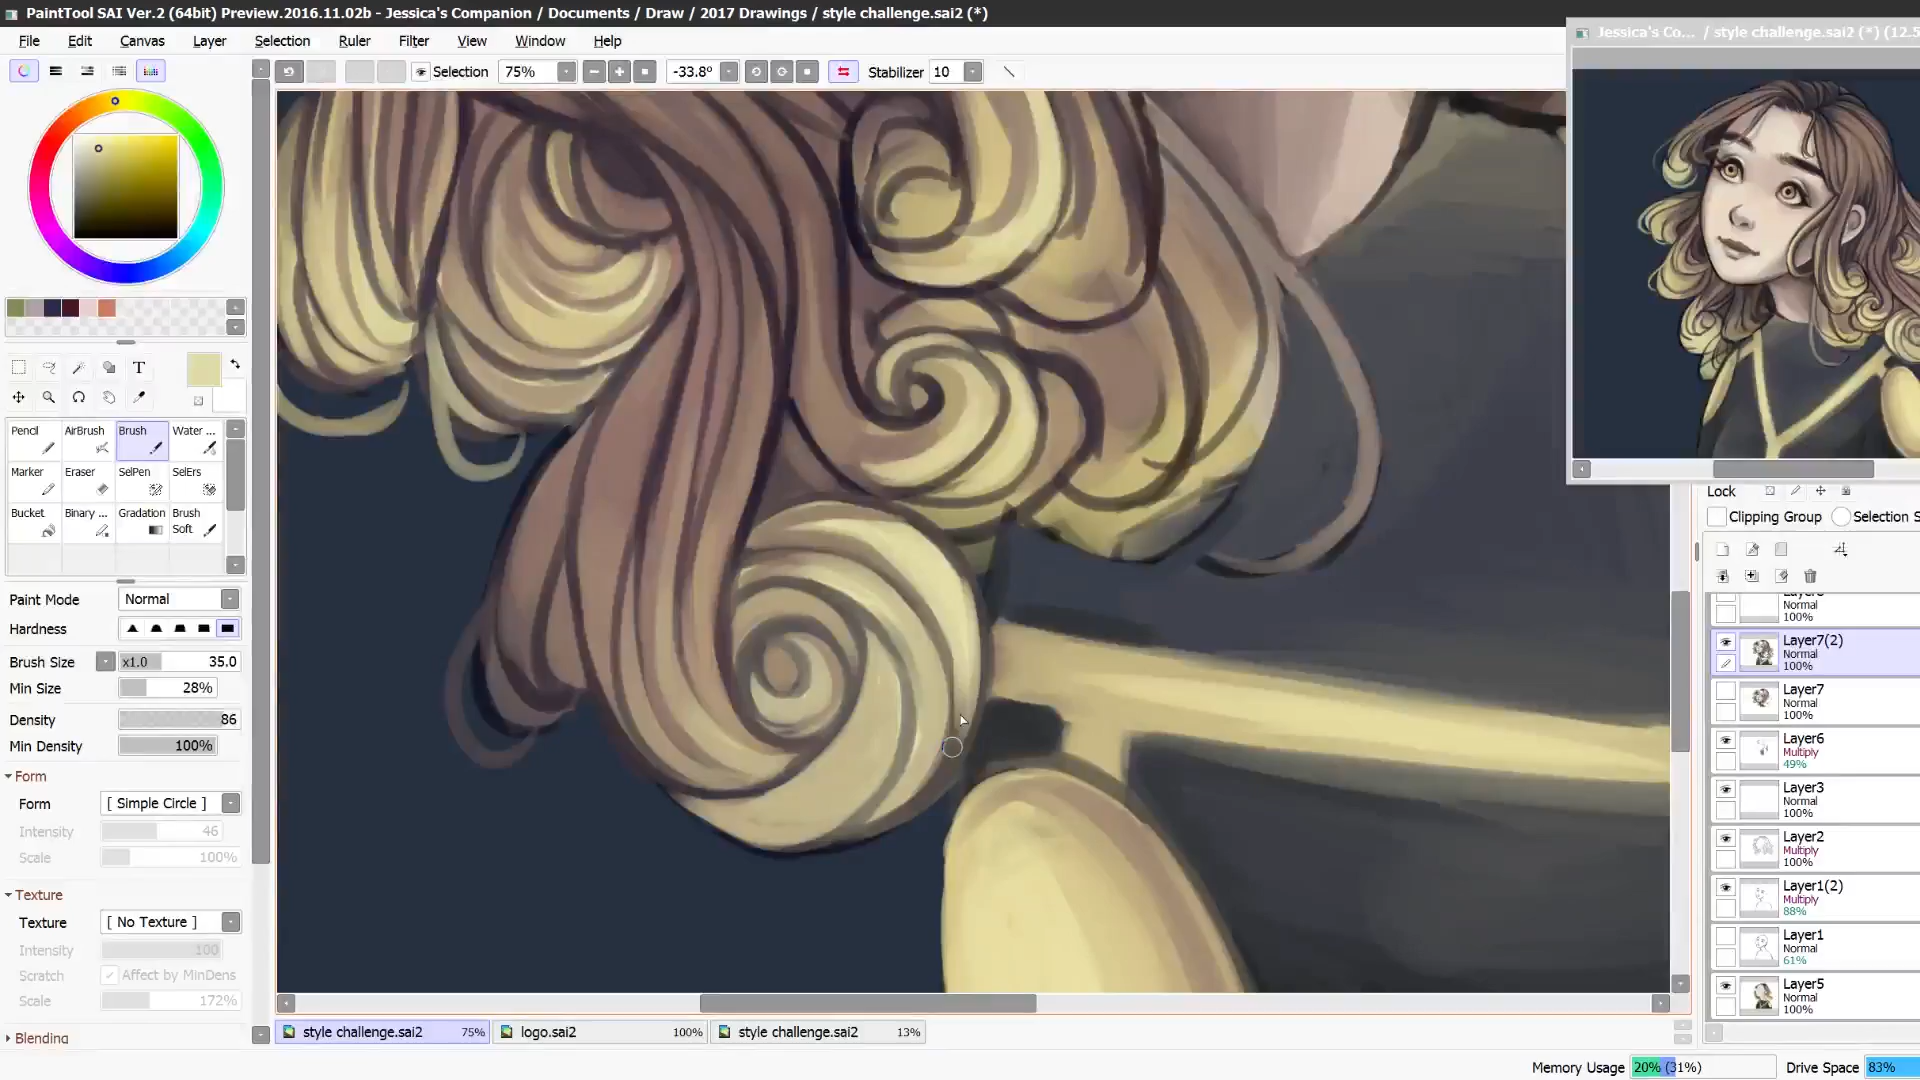 PaintTool SAI Ver.2 (64bit) Preview.2016.11.02b - Jessica's Companion / Documents / Draw / 2017 Drawings / style challenge.sai2 (*)
Jessica's Co... / style challenge.sai2 (*) (12.5
File Edit Canvas Layer Selection Ruler Filter View Window Help
Selection 75% -33.8° Stabilizer 10
T
Pencil AirBrush Brush Water ...
Marker Eraser SelPen SelErs
Bucket Binary ... Gradation Brush Soft
Paint Mode Normal
Hardness
Brush Size x1.0 35.0
Min Size 28%
Density 86
Min Density 100%
Form
Form [ Simple Circle ]
Intensity 46
Scale 100%
Texture
Texture [ No Texture ]
Intensity 100
Scratch Affect by MinDens
Scale 172%
Blending
Lock
Clipping Group Selection S
Normal
100%
Layer7(2)
Normal
100%
Layer7
Normal
100%
Layer6
Multiply
49%
Layer3
Normal
100%
Layer2
Multiply
100%
Layer1(2)
Multiply
88%
Layer1
Normal
61%
Layer5
Normal
100%
style challenge.sai2 75% logo.sai2 100% style challenge.sai2 13%
Memory Usage 20% (31%) Drive Space 83%